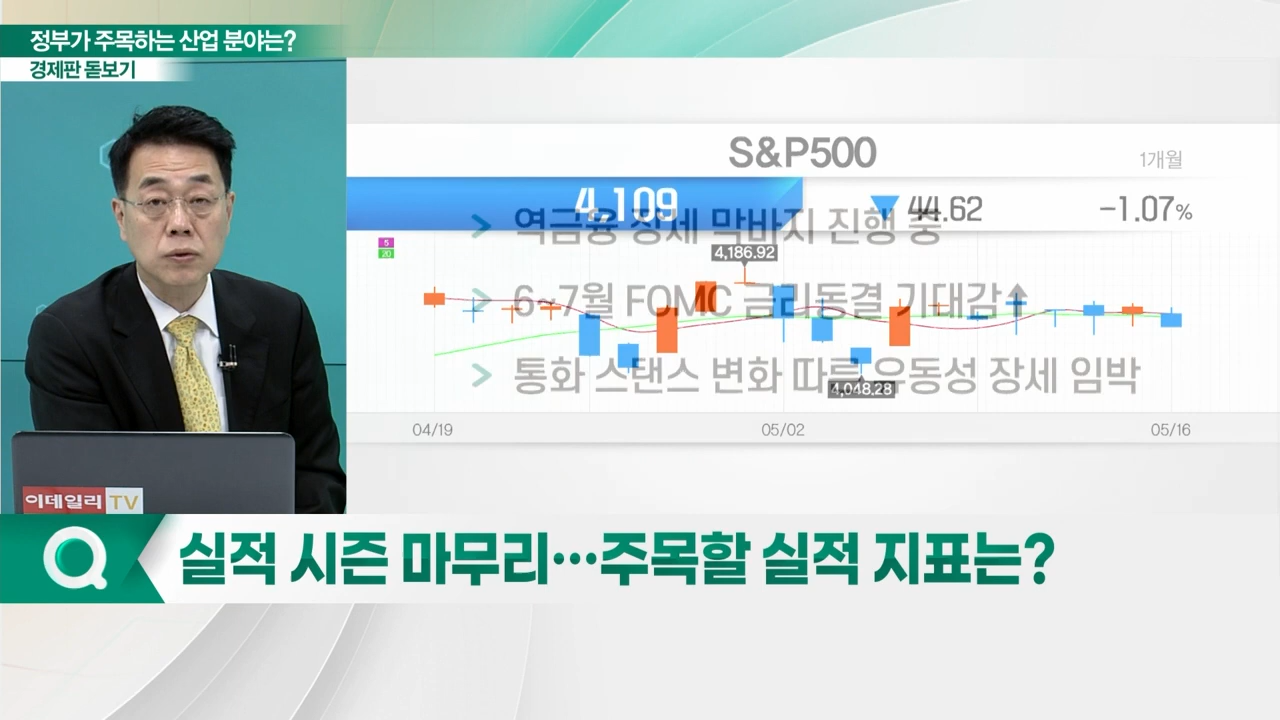 정부가 주목하는 산업 분야는?
경제판 돋보기
S&P500
1개월
4,109
▼ 44.62
-1.07%
> 역금융 장세 막바지 진행 중
5
20
4,186.92
> 6~7월 FOMC 금리동결 기대감↑
> 통화 스탠스 변화 따른 유동성 장세 임박
4,048.28
04/19
05/02
05/16
이데일리 TV
실적 시즌 마무리…주목할 실적 지표는?